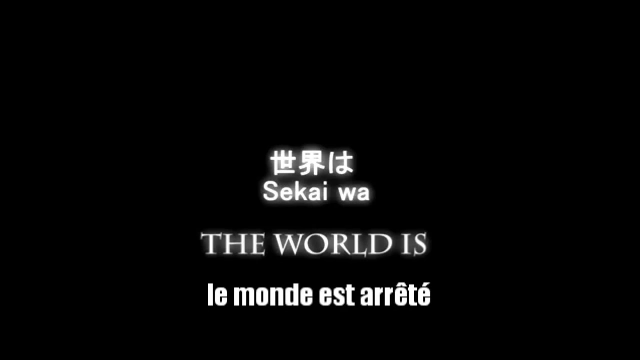 世界は
Sekai wa
THE WORLD IS
le monde est arrêté